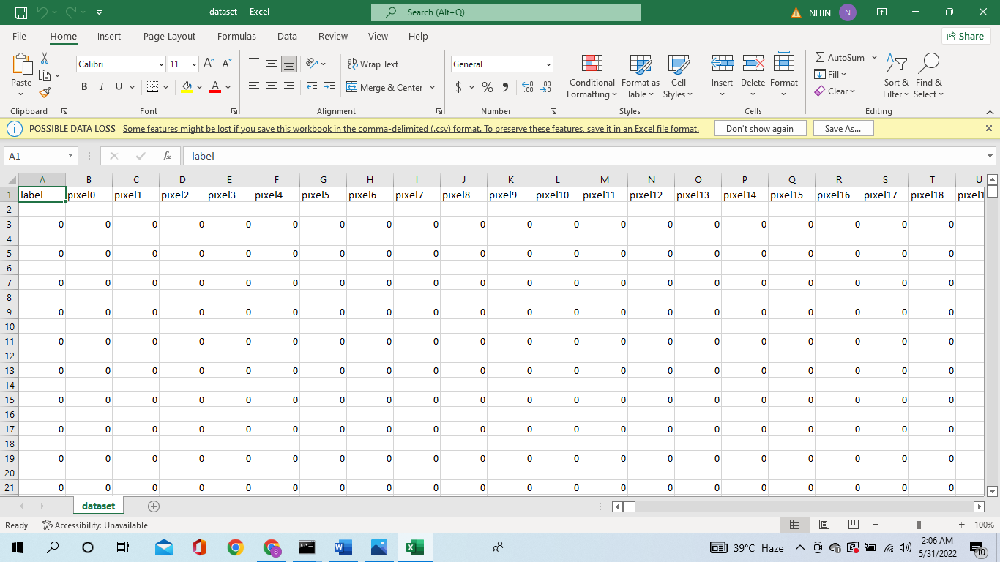 dataset - Excel
Search (Alt+Q)
NITIN
N
File Home Insert Page Layout Formulas Data Review View Help
Share
Paste
Clipboard
Calibri 11
A A
B I U A
Font
ab Wrap Text
Merge & Center
Alignment
General
$ % 9
Number
Conditional Formatting
Format as Table
Cell Styles
Styles
Insert Delete Format
Cells
AutoSum
Fill
Clear
Sort & Filter
Find & Select
Editing
POSSIBLE DATA LOSS Some features might be lost if you save this workbook in the comma-delimited (.csv) format. To preserve these features, save it in an Excel file format. Don't show again Save As...
A1 fx label
A B C D E F G H I J K L M N O P Q R S T U
1 label pixel0 pixel1 pixel2 pixel3 pixel4 pixel5 pixel6 pixel7 pixel8 pixel9 pixel10 pixel11 pixel12 pixel13 pixel14 pixel15 pixel16 pixel17 pixel18 pixel1
2
3 0 0 0 0 0 0 0 0 0 0 0 0 0 0 0 0 0 0 0 0
4
5 0 0 0 0 0 0 0 0 0 0 0 0 0 0 0 0 0 0 0 0
6
7 0 0 0 0 0 0 0 0 0 0 0 0 0 0 0 0 0 0 0 0
8
9 0 0 0 0 0 0 0 0 0 0 0 0 0 0 0 0 0 0 0 0
10
11 0 0 0 0 0 0 0 0 0 0 0 0 0 0 0 0 0 0 0 0
12
13 0 0 0 0 0 0 0 0 0 0 0 0 0 0 0 0 0 0 0 0
14
15 0 0 0 0 0 0 0 0 0 0 0 0 0 0 0 0 0 0 0 0
16
17 0 0 0 0 0 0 0 0 0 0 0 0 0 0 0 0 0 0 0 0
18
19 0 0 0 0 0 0 0 0 0 0 0 0 0 0 0 0 0 0 0 0
20
21 0 0 0 0 0 0 0 0 0 0 0 0 0 0 0 0 0 0 0 0
dataset
Ready Accessibility: Unavailable 100%
39°C Haze
2:06 AM
5/31/2022
10